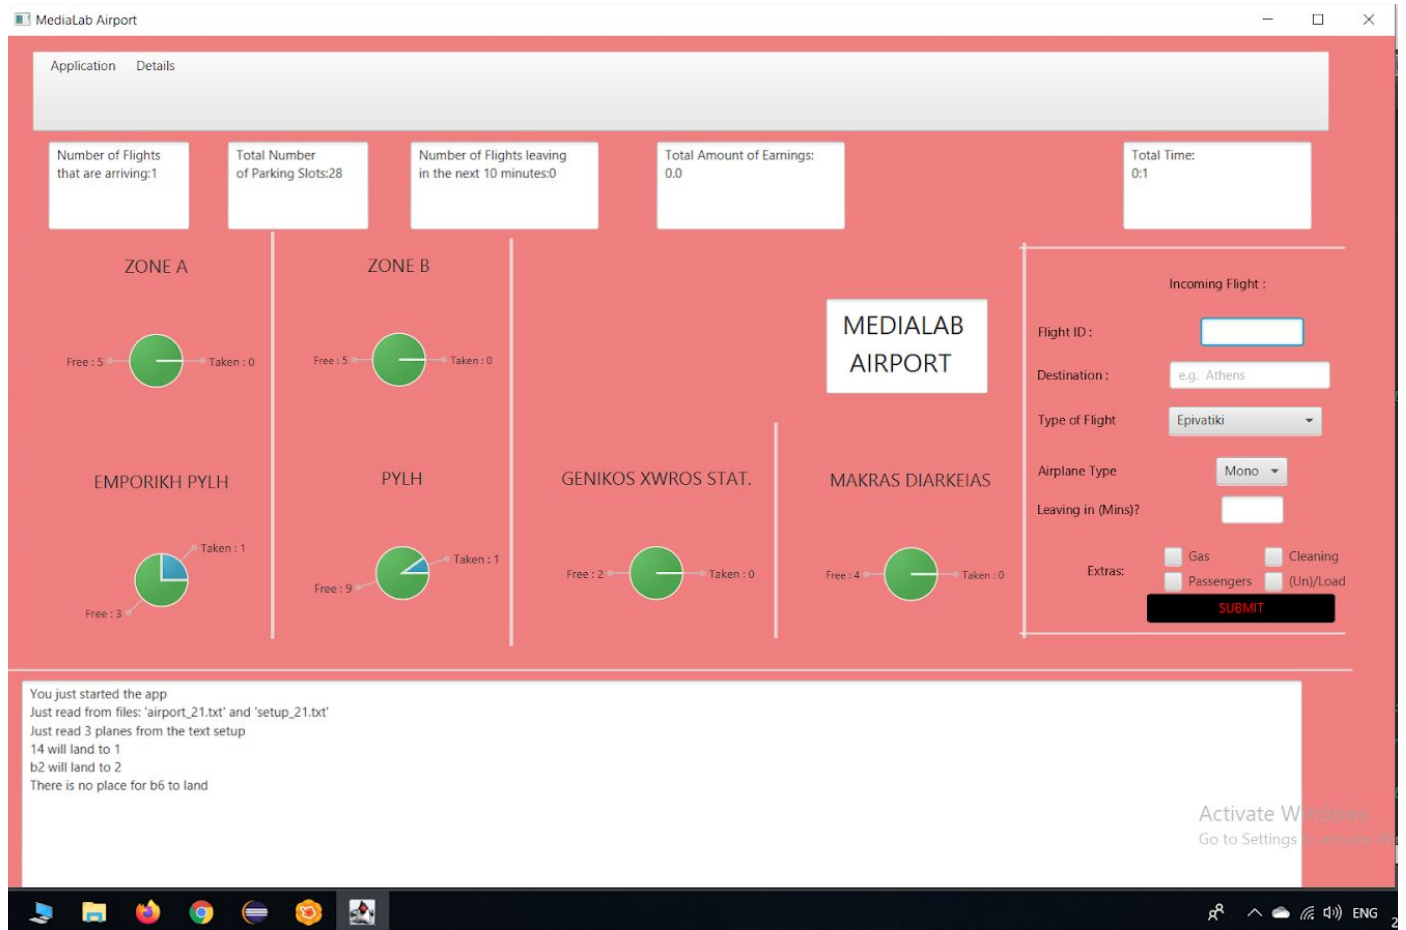 MediaLab Airport
Application Details
Number of Flights
that are arriving:1
Total Number
of Parking Slots:28
Number of Flights leaving
in the next 10 minutes:0
Total Amount of Earnings:
0.0
Total Time:
0:1
ZONE A
Free : 5
Taken : 0
ZONE B
Free : 5
Taken : 0
MEDIALAB
AIRPORT
EMPORIKH PYLH
Taken : 1
Free : 3
PYLH
Taken : 1
Free : 9
GENIKOS XWROS STAT.
Free : 2
Taken : 0
MAKRAS DIARKEIAS
Free : 4
Taken : 0
Incoming Flight :
Flight ID :
Destination : e.g. Athens
Type of Flight Epivatiki
Airplane Type Mono
Leaving in (Mins)?
Extras:
Gas Cleaning
Passengers (Un)/Load
SUBMIT
You just started the app
Just read from files: 'airport_21.txt' and 'setup_21.txt'
Just read 3 planes from the text setup
14 will land to 1
b2 will land to 2
There is no place for b6 to land
Activate Windows
Go to Settings to activate
ENG
2